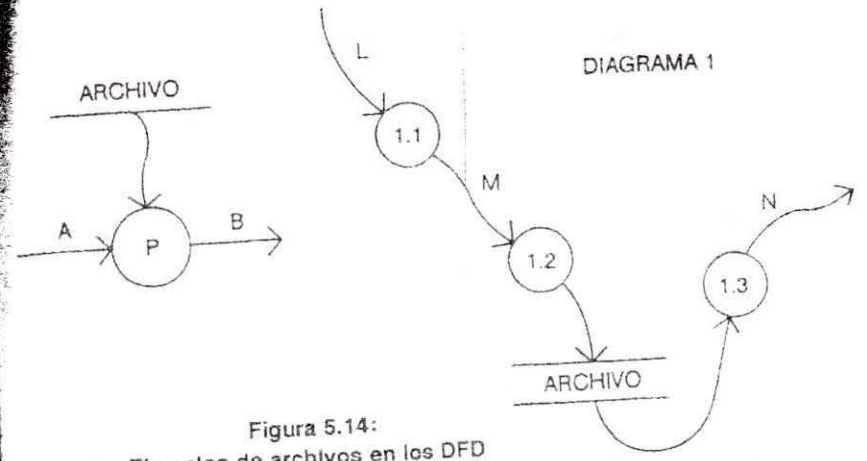 ARCHIVO
A
P
B
DIAGRAMA 1
L
1.1
M
1.2
ARCHIVO
1.3
N
Figura 5.14:
Ejemplos de archivos en los DFD